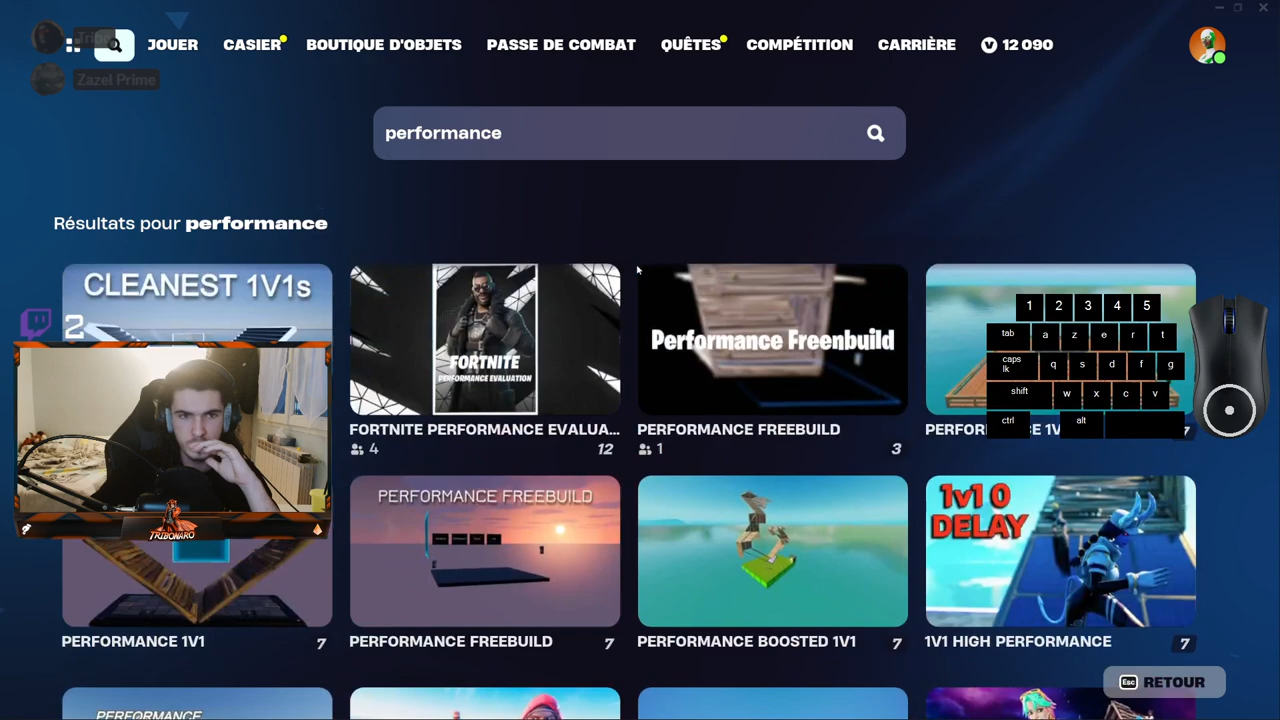 JOUER
CASIER
BOUTIQUE D'OBJETS
PASSE DE COMBAT
QUÊTES
COMPÉTITION
CARRIÈRE
12 090
Zazel Prime
performance
Résultats pour performance
CLEANEST 1V1s
2
FORTNITE
PERFORMANCE EVALUATION
Performance Freenbuild
FORTNITE PERFORMANCE EVALUA...
4
12
PERFORMANCE FREEBUILD
1
3
1 2 3 4 5
tab a z e r t
caps
lk
q s d f g
shift w x c v
ctrl alt
TRIBONARO
PERFORMANCE FREEBUILD
1v1 0
DELAY
PERFORMANCE 1V1
7
PERFORMANCE FREEBUILD
7
PERFORMANCE BOOSTED 1V1
7
1V1 HIGH PERFORMANCE
7
Esc RETOUR
PERFORMANCE